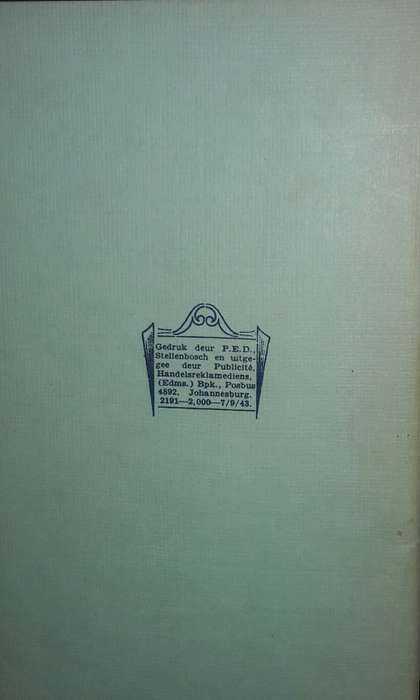 Gedruk deur P.E.D.,
Stellenbosch en uitge-
gee deur Publicité,
Handelsreklamediens,
(Edms.) Bpk., Posbus
4892, Johannesburg.
2191—2,000—7/9/43.